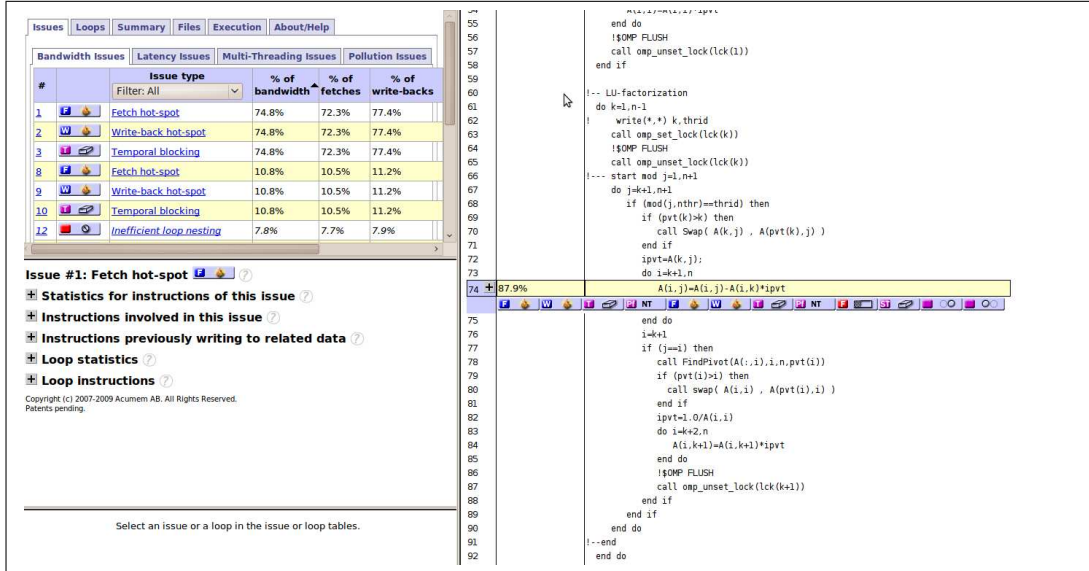 Issues Loops Summary Files Execution About/Help
Bandwidth Issues Latency Issues Multi-Threading Issues Pollution Issues
# Issue type % of bandwidth % of fetches % of write-backs
Filter: All
1 F Fetch hot-spot 74.8% 72.3% 77.4%
2 W Write-back hot-spot 74.8% 72.3% 77.4%
3 T Temporal blocking 74.8% 72.3% 77.4%
8 F Fetch hot-spot 10.8% 10.5% 11.2%
9 W Write-back hot-spot 10.8% 10.5% 11.2%
10 T Temporal blocking 10.8% 10.5% 11.2%
12 Inefficient loop nesting 7.8% 7.7% 7.9%
Issue #1: Fetch hot-spot F ?
+ Statistics for instructions of this issue ?
+ Instructions involved in this issue ?
+ Instructions previously writing to related data ?
+ Loop statistics ?
+ Loop instructions ?
Copyright (c) 2007-2009 Acumem AB. All Rights Reserved.
Patents pending.
Select an issue or a loop in the issue or loop tables.
54 A(i,i)=A(i,i)*ipvt
55 end do
56 !$OMP FLUSH
57 call omp_unset_lock(lck(1))
58 end if
59
60 !-- LU-factorization
61 do k=1,n-1
62 ! write(*,*) k,thrid
63 call omp_set_lock(lck(k))
64 !$OMP FLUSH
65 call omp_unset_lock(lck(k))
66 !--- start mod j=1,n+1
67 do j=k+1,n+1
68 if (mod(j,nthr)==thrid) then
69 if (pvt(k)>k) then
70 call Swap( A(k,j) , A(pvt(k),j) )
71 end if
72 ipvt=A(k,j);
73 do i=k+1,n
74 + 87.9% A(i,j)=A(i,j)-A(i,k)*ipvt
F W T PI NT F W T PI NT F ST
75 end do
76 i=k+1
77 if (j==i) then
78 call FindPivot(A(:,i),i,n,pvt(i))
79 if (pvt(i)>i) then
80 call swap( A(i,i) , A(pvt(i),i) )
81 end if
82 ipvt=1.0/A(i,i)
83 do i=k+2,n
84 A(i,k+1)=A(i,k+1)*ipvt
85 end do
86 !$OMP FLUSH
87 call omp_unset_lock(lck(k+1))
88 end if
89 end if
90 end do
91 !--end
92 end do